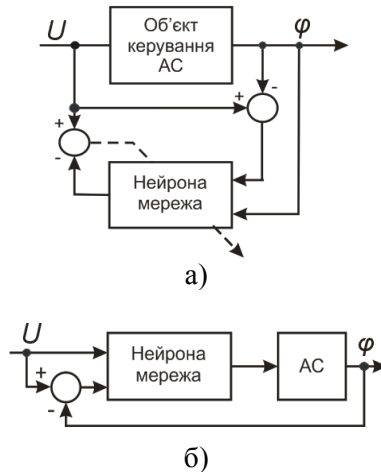 U
Об’єкт
керування
АС
φ
-
+
+
-
Нейрона
мережа
а)
U
+
-
Нейрона
мережа
АС
φ
б)